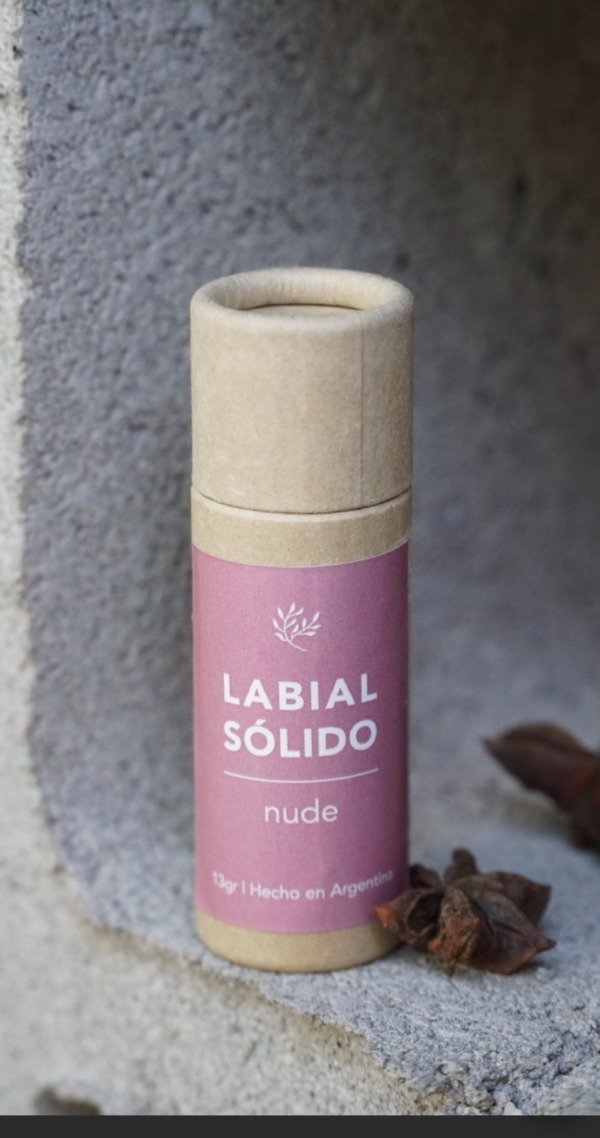 LABIAL
SÓLIDO
nude
13gr | Hecho en Argentina